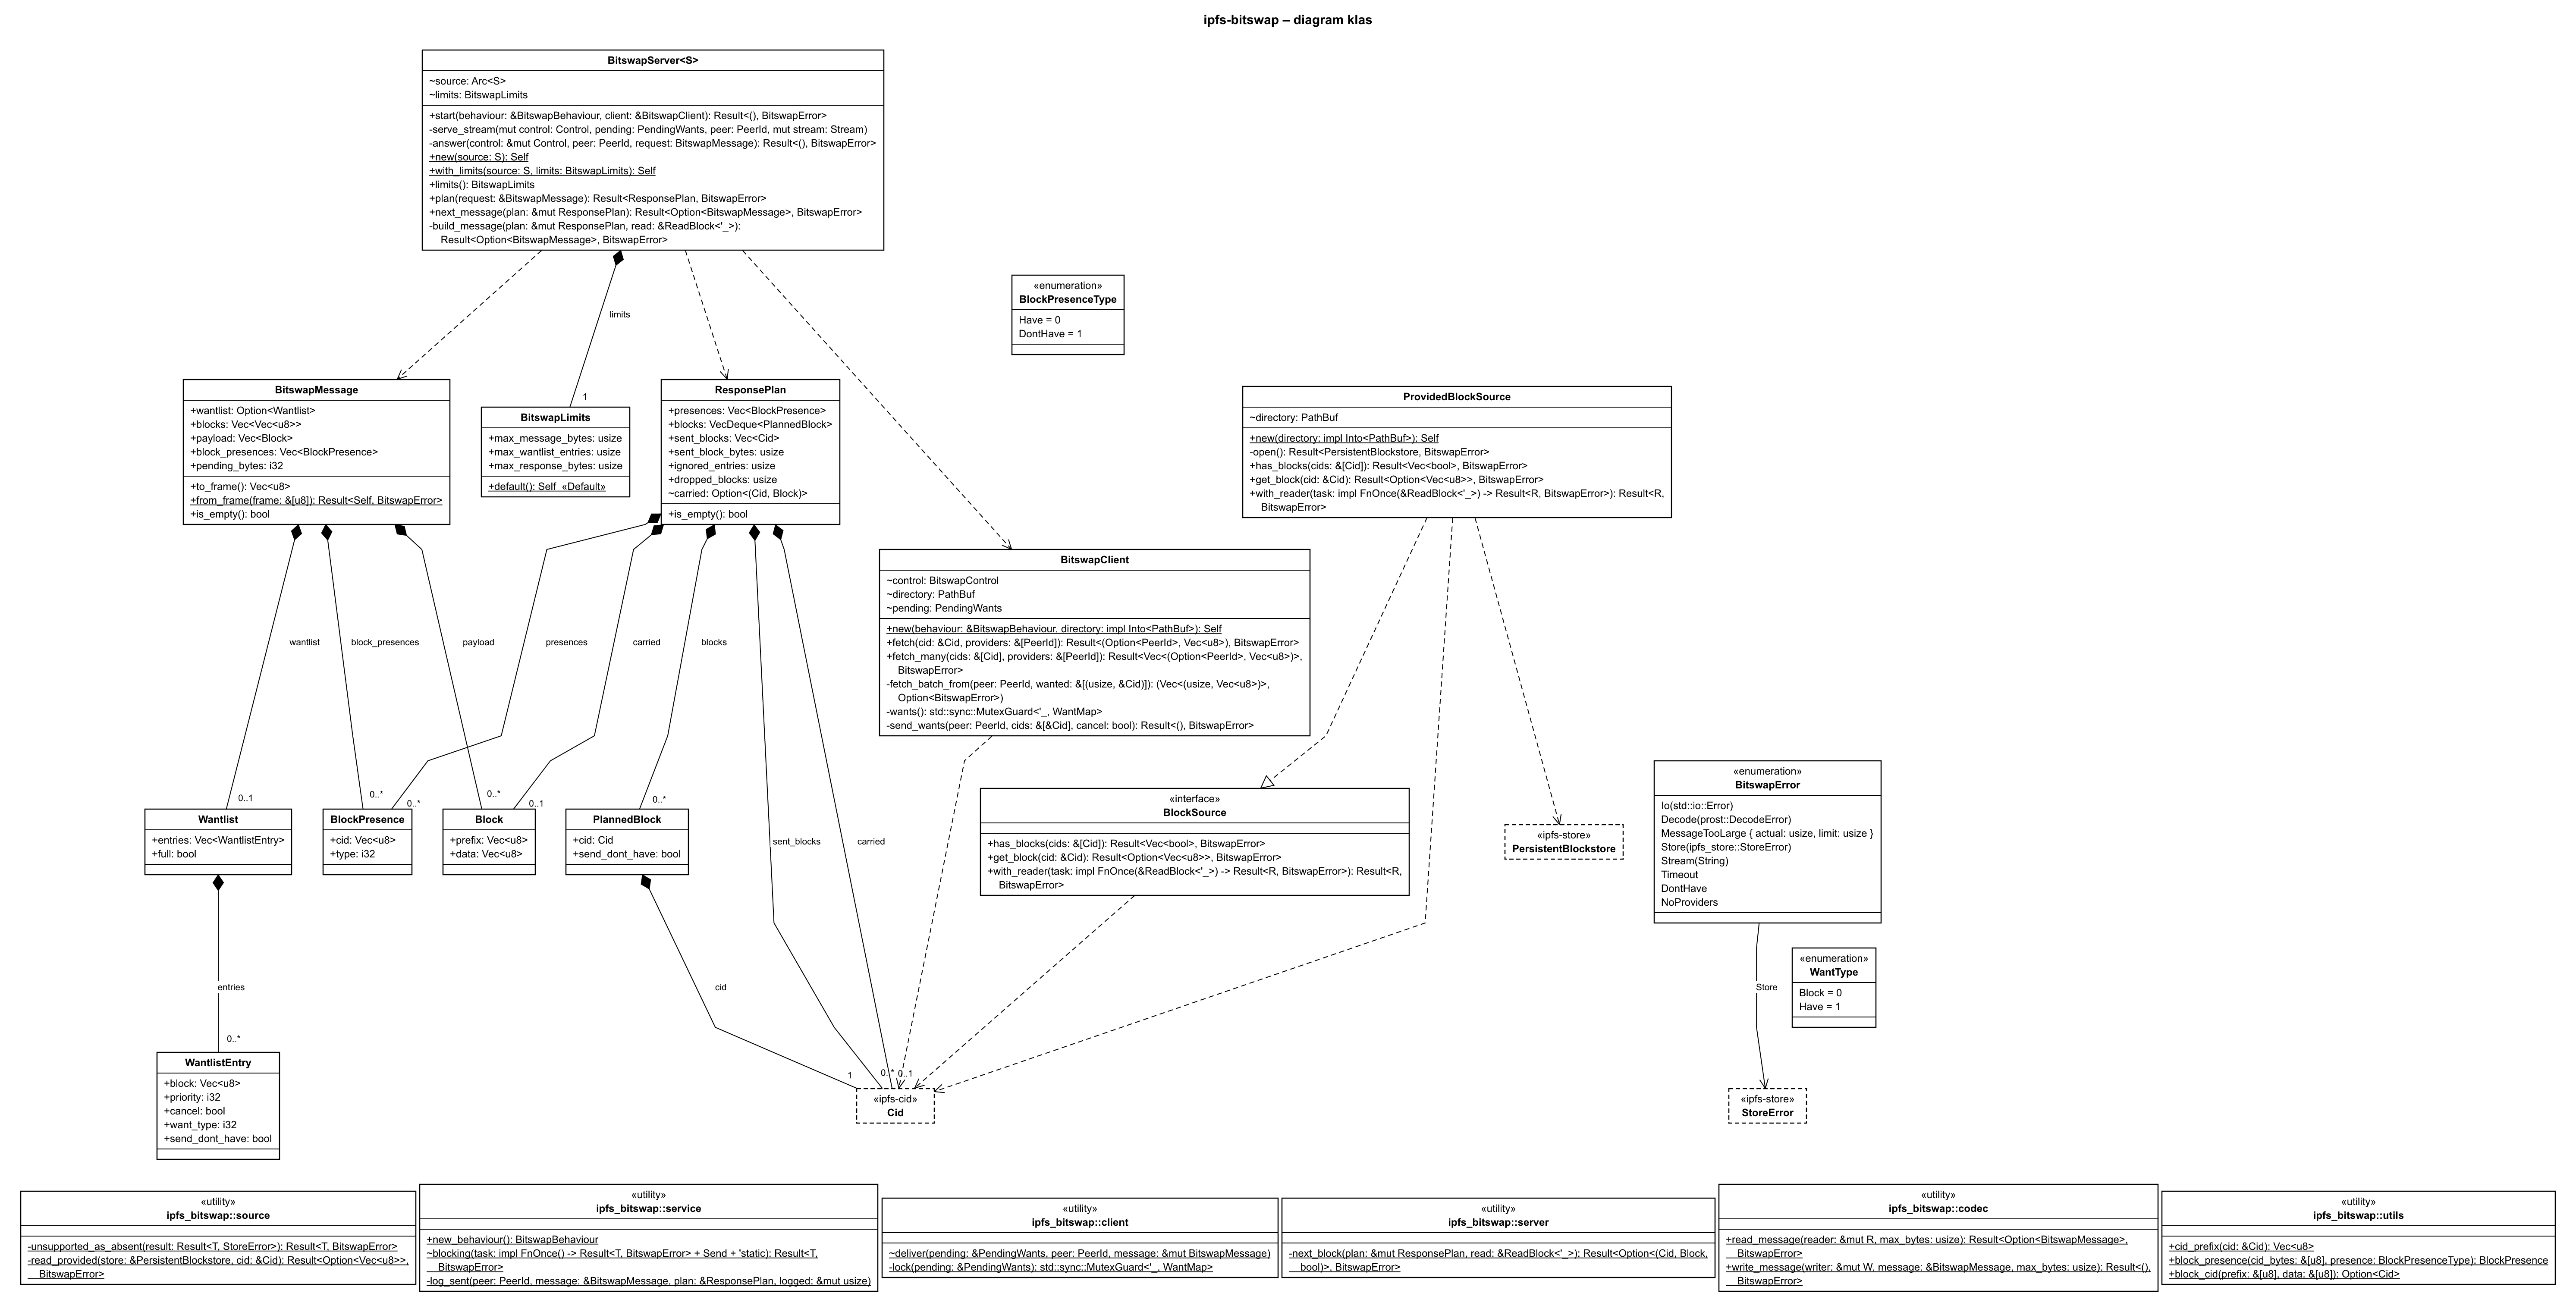 ipfs-bitswap – diagram klas
BitswapServer<S>
~source: Arc<S>
~limits: BitswapLimits
+start(behaviour: &BitswapBehaviour, client: &BitswapClient): Result<(), BitswapError>
-serve_stream(mut control: Control, pending: PendingWants, peer: PeerId, mut stream: Stream)
-answer(control: &mut Control, peer: PeerId, request: BitswapMessage): Result<(), BitswapError>
+new(source: S): Self
+with_limits(source: S, limits: BitswapLimits): Self
+limits(): BitswapLimits
+plan(request: &BitswapMessage): Result<ResponsePlan, BitswapError>
+next_message(plan: &mut ResponsePlan): Result<Option<BitswapMessage>, BitswapError>
-build_message(plan: &mut ResponsePlan, read: &ReadBlock<'_>):
Result<Option<BitswapMessage>, BitswapError>
«enumeration»
BlockPresenceType
Have = 0
DontHave = 1
limits
1
BitswapMessage
+wantlist: Option<Wantlist>
+blocks: Vec<Vec<u8>>
+payload: Vec<Block>
+block_presences: Vec<BlockPresence>
+pending_bytes: i32
+to_frame(): Vec<u8>
+from_frame(frame: &[u8]): Result<Self, BitswapError>
+is_empty(): bool
BitswapLimits
+max_message_bytes: usize
+max_wantlist_entries: usize
+max_response_bytes: usize
+default(): Self «Default»
ResponsePlan
+presences: Vec<BlockPresence>
+blocks: VecDeque<PlannedBlock>
+sent_blocks: Vec<Cid>
+sent_block_bytes: usize
+ignored_entries: usize
+dropped_blocks: usize
~carried: Option<(Cid, Block)>
+is_empty(): bool
ProvidedBlockSource
~directory: PathBuf
+new(directory: impl Into<PathBuf>): Self
-open(): Result<PersistentBlockstore, BitswapError>
+has_blocks(cids: &[Cid]): Result<Vec<bool>, BitswapError>
+get_block(cid: &Cid): Result<Option<Vec<u8>>, BitswapError>
+with_reader(task: impl FnOnce(&ReadBlock<'_>) -> Result<R, BitswapError>): Result<R,
BitswapError>
BitswapClient
~control: BitswapControl
~directory: PathBuf
~pending: PendingWants
+new(behaviour: &BitswapBehaviour, directory: impl Into<PathBuf>): Self
+fetch(cid: &Cid, providers: &[PeerId]): Result<(Option<PeerId>, Vec<u8>), BitswapError>
+fetch_many(cids: &[Cid], providers: &[PeerId]): Result<Vec<(Option<PeerId>, Vec<u8>)>,
BitswapError>
-fetch_batch_from(peer: PeerId, wanted: &[(usize, &Cid)]): (Vec<(usize, Vec<u8>)>,
Option<BitswapError>)
-wants(): std::sync::MutexGuard<'_, WantMap>
-send_wants(peer: PeerId, cids: &[&Cid], cancel: bool): Result<(), BitswapError>
wantlist
block_presences
payload
presences
carried
blocks
0..1
0..*
0..*
0..*
0..1
0..*
Wantlist
+entries: Vec<WantlistEntry>
+full: bool
BlockPresence
+cid: Vec<u8>
+type: i32
Block
+prefix: Vec<u8>
+data: Vec<u8>
PlannedBlock
+cid: Cid
+send_dont_have: bool
sent_blocks
carried
«interface»
BlockSource
+has_blocks(cids: &[Cid]): Result<Vec<bool>, BitswapError>
+get_block(cid: &Cid): Result<Option<Vec<u8>>, BitswapError>
+with_reader(task: impl FnOnce(&ReadBlock<'_>) -> Result<R, BitswapError>): Result<R,
BitswapError>
«ipfs-store»
PersistentBlockstore
«enumeration»
BitswapError
Io(std::io::Error)
Decode(prost::DecodeError)
MessageTooLarge { actual: usize, limit: usize }
Store(ipfs_store::StoreError)
Stream(String)
Timeout
DontHave
NoProviders
«enumeration»
WantType
Block = 0
Have = 1
entries
cid
Store
0..*
1
0..*
0..1
WantlistEntry
+block: Vec<u8>
+priority: i32
+cancel: bool
+want_type: i32
+send_dont_have: bool
«ipfs-cid»
Cid
«ipfs-store»
StoreError
«utility»
ipfs_bitswap::source
-unsupported_as_absent(result: Result<T, StoreError>): Result<T, BitswapError>
-read_provided(store: &PersistentBlockstore, cid: &Cid): Result<Option<Vec<u8>>,
BitswapError>
«utility»
ipfs_bitswap::service
+new_behaviour(): BitswapBehaviour
~blocking(task: impl FnOnce() -> Result<T, BitswapError> + Send + 'static): Result<T,
BitswapError>
-log_sent(peer: PeerId, message: &BitswapMessage, plan: &ResponsePlan, logged: &mut usize)
«utility»
ipfs_bitswap::client
~deliver(pending: &PendingWants, peer: PeerId, message: &mut BitswapMessage)
-lock(pending: &PendingWants): std::sync::MutexGuard<'_, WantMap>
«utility»
ipfs_bitswap::server
-next_block(plan: &mut ResponsePlan, read: &ReadBlock<'_>): Result<Option<(Cid, Block,
bool)>, BitswapError>
«utility»
ipfs_bitswap::codec
+read_message(reader: &mut R, max_bytes: usize): Result<Option<BitswapMessage>,
BitswapError>
+write_message(writer: &mut W, message: &BitswapMessage, max_bytes: usize): Result<(),
BitswapError>
«utility»
ipfs_bitswap::utils
+cid_prefix(cid: &Cid): Vec<u8>
+block_presence(cid_bytes: &[u8], presence: BlockPresenceType): BlockPresence
+block_cid(prefix: &[u8], data: &[u8]): Option<Cid>